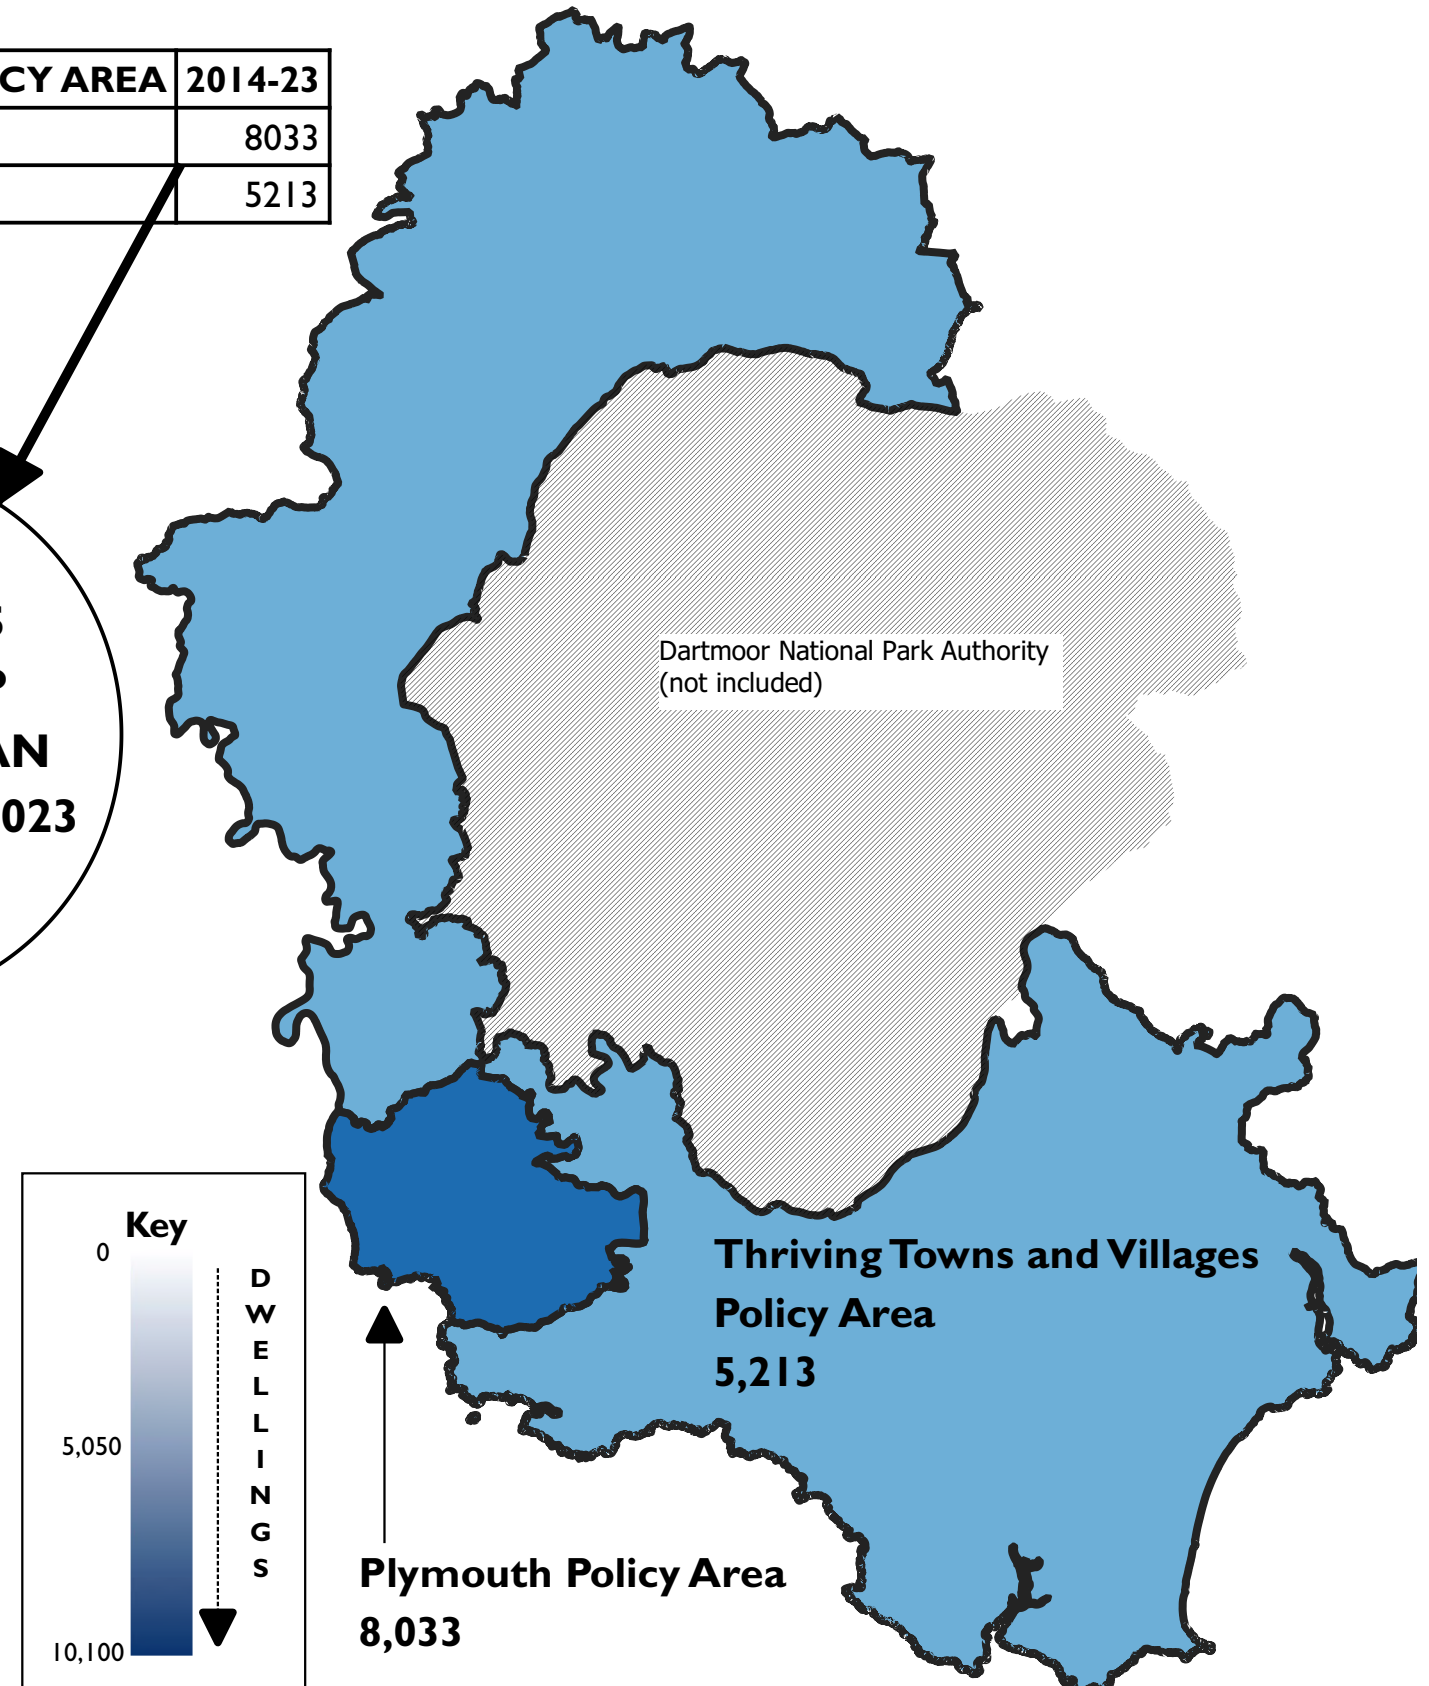 CY AREA 2014-23
8033
5213
AN
023
Dartmoor National Park Authority
(not included)
Thriving Towns and Villages
Policy Area
5,213
Key
0
5,050
10,100
D
W
E
L
L
I
N
G
S
Plymouth Policy Area
8,033